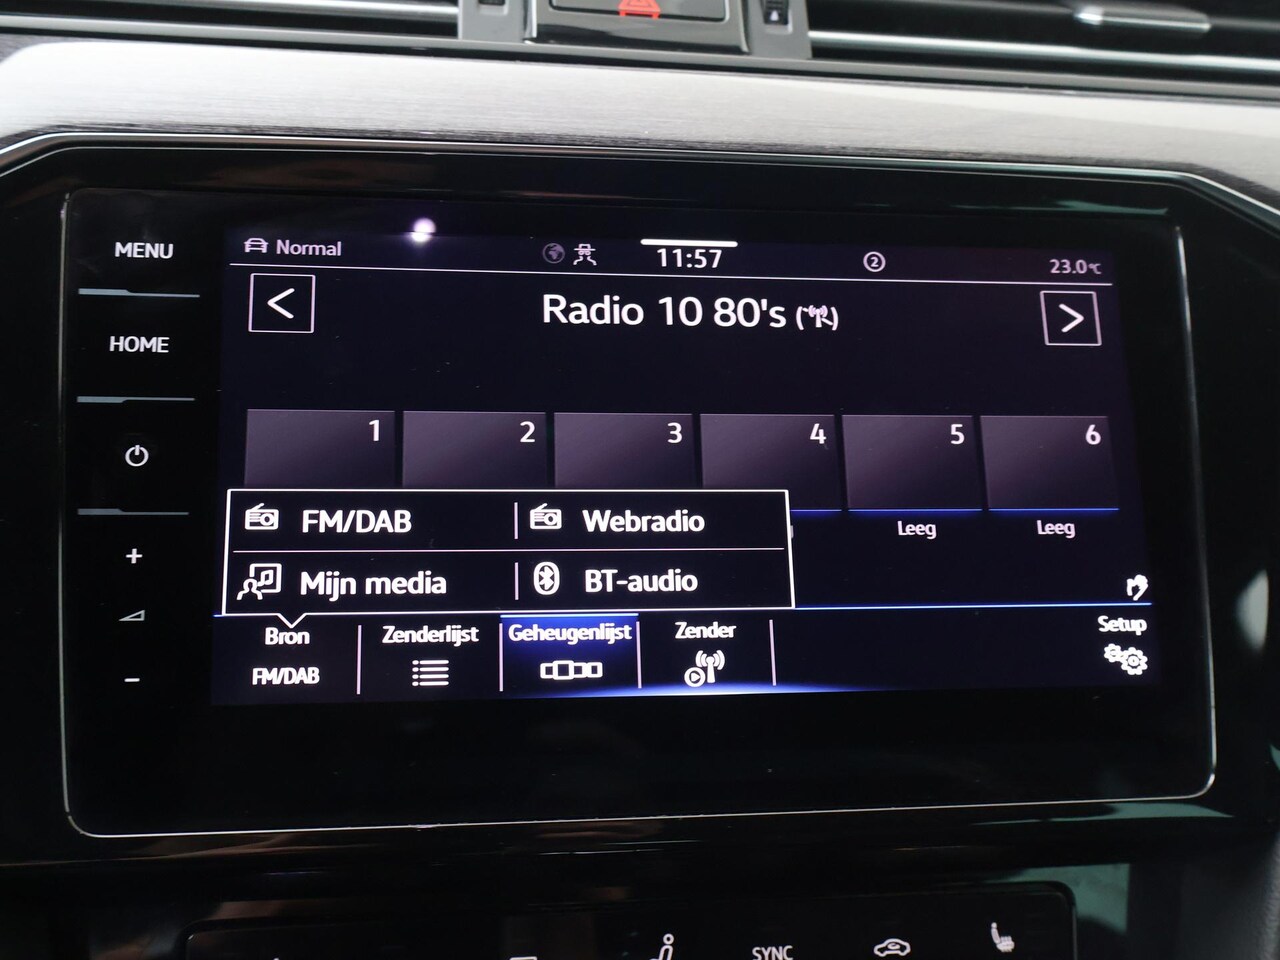 MENU
HOME
+
−
Normal
11:57
2
23.0°C
<
Radio 10 80's
>
1
2
3
4
5
6
Leeg
Leeg
FM/DAB
Webradio
Mijn media
BT-audio
Bron
FM/DAB
Zenderlijst
Geheugenlijst
Zender
Setup
SYNC